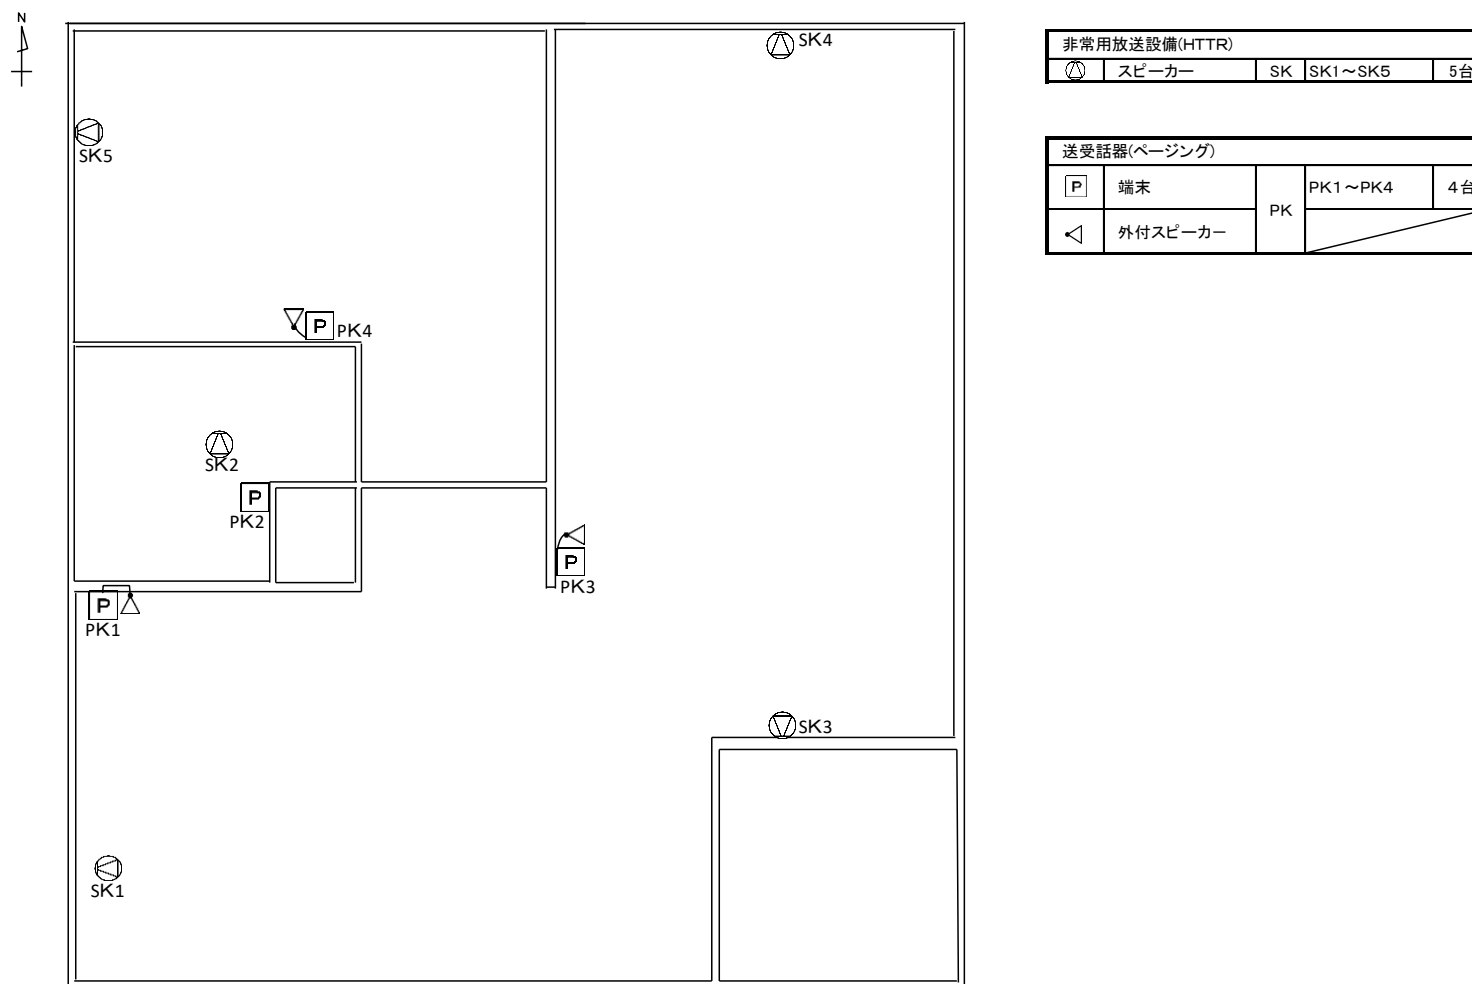 N
SK4
SK5
P PK4
SK2
P
PK2
P
PK3
P
PK1
SK3
SK1
非常用放送設備(HTTR)
スピーカー SK SK1～SK5 5台
送受話器(ページング)
P 端末 PK PK1～PK4 4台
外付スピーカー